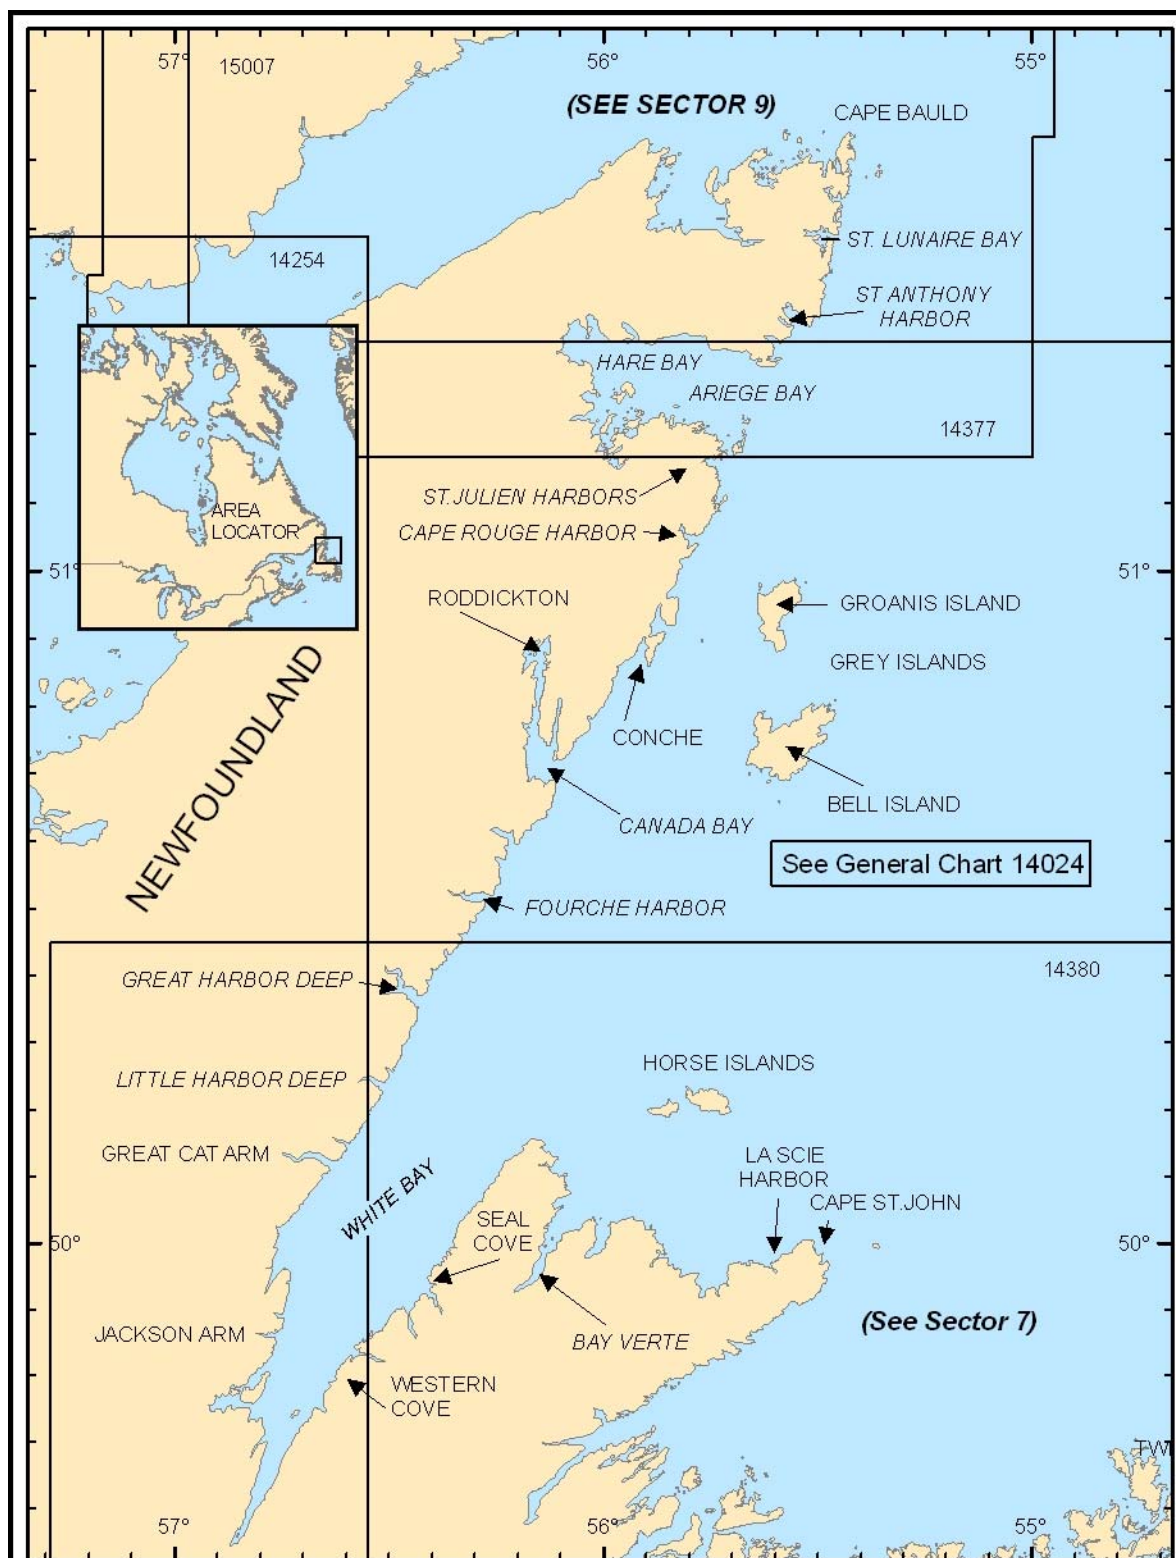 57°
15007
56°
55°
(SEE SECTOR 9)
CAPE BAULD
ST. LUNAIRE BAY
14254
ST ANTHONY
HARBOR
HARE BAY
ARIEGE BAY
14377
ST.JULIEN HARBORS
AREA
LOCATOR
CAPE ROUGE HARBOR
51°
51°
RODDICKTON
GROANIS ISLAND
GREY ISLANDS
NEWFOUNDLAND
CONCHE
BELL ISLAND
CANADA BAY
See General Chart 14024
FOURCHE HARBOR
GREAT HARBOR DEEP
14380
HORSE ISLANDS
LITTLE HARBOR DEEP
GREAT CAT ARM
LA SCIE
HARBOR
WHITE BAY
CAPE ST.JOHN
SEAL
COVE
50°
50°
(See Sector 7)
JACKSON ARM
BAY VERTE
WESTERN
COVE
TW
57°
56°
55°